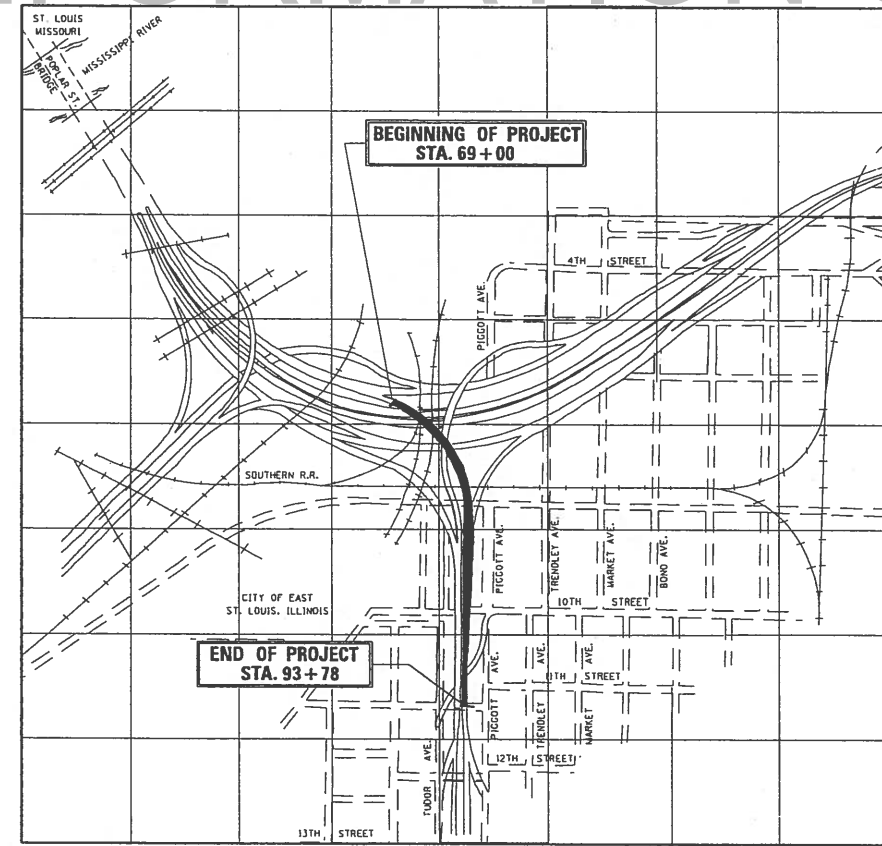 ST. LOUIS
MISSOURI
MISSISSIPPI RIVER
POPLAR ST.
BRIDGE
BEGINNING OF PROJECT
STA. 69+00
4TH STREET
PIGGOTT AVE.
SOUTHERN R.R.
PIGGOTT AVE.
TRENDLEY AVE.
MARKET AVE.
BOND AVE.
CITY OF EAST
ST. LOUIS, ILLINOIS
10TH STREET
END OF PROJECT
STA. 93+78
11TH STREET
PIGGOTT AVE.
TRENDLEY AVE.
MARKET AVE.
12TH STREET
TUDOR AVE.
13TH STREET